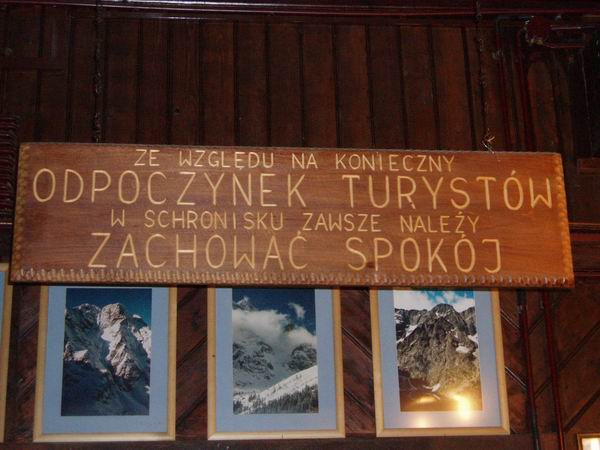 ZE WZGLĘDU NA KONIECZNY
ODPOCZYNEK TURYSTÓW
W SCHRONISKU ZAWSZE NALEŻY
ZACHOWAĆ SPOKÓJ